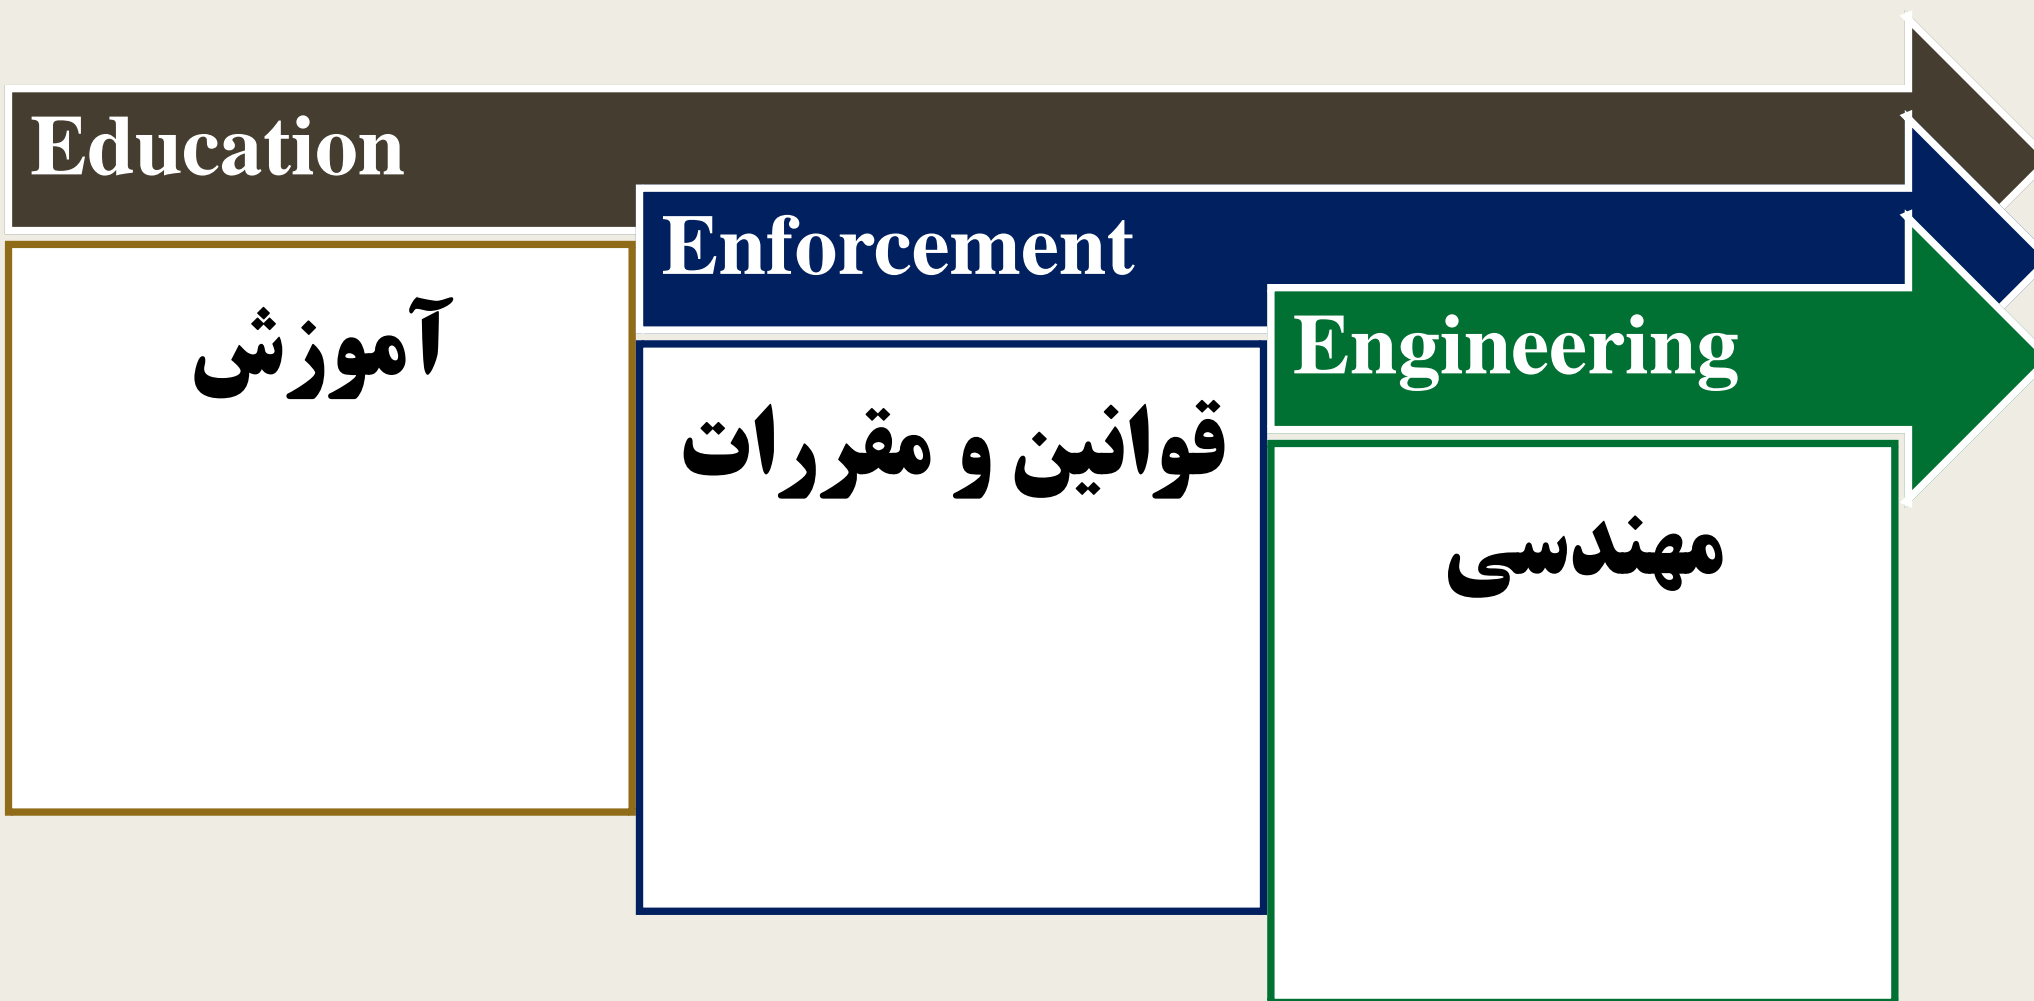 Education
آموزش
Enforcement
قوانین و مقررات
Engineering
مهندسی